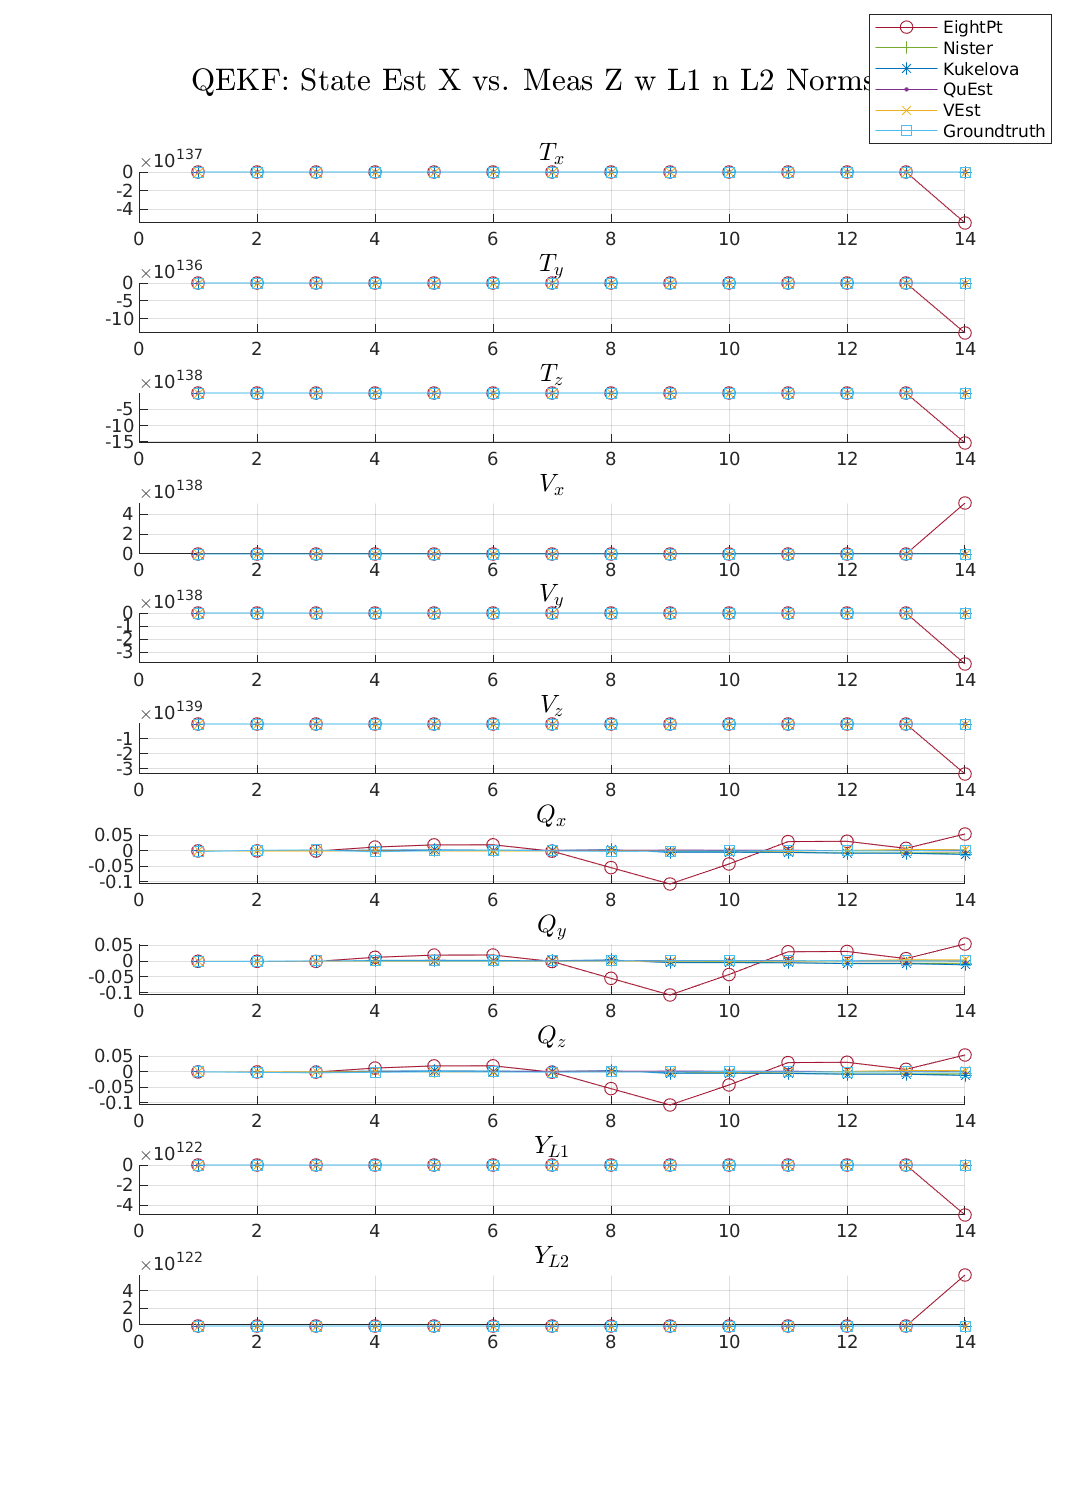 EightPt
Nister
Kukelova
QuEst
VEst
Groundtruth
QEKF: State Est X vs. Meas Z w L1 n L2 Norms
×10^137
T_x
0
-2
-4
0 2 4 6 8 10 12 14
×10^136
T_y
0
-5
-10
0 2 4 6 8 10 12 14
×10^138
T_z
-5
-10
-15
0 2 4 6 8 10 12 14
×10^138
V_x
4
2
0
0 2 4 6 8 10 12 14
×10^138
V_y
0
-1
-2
-3
0 2 4 6 8 10 12 14
×10^139
V_z
-1
-2
-3
0 2 4 6 8 10 12 14
Q_x
0.05
0
-0.05
-0.1
0 2 4 6 8 10 12 14
Q_y
0.05
0
-0.05
-0.1
0 2 4 6 8 10 12 14
Q_z
0.05
0
-0.05
-0.1
0 2 4 6 8 10 12 14
×10^122
Y_L1
0
-2
-4
0 2 4 6 8 10 12 14
×10^122
Y_L2
4
2
0
0 2 4 6 8 10 12 14